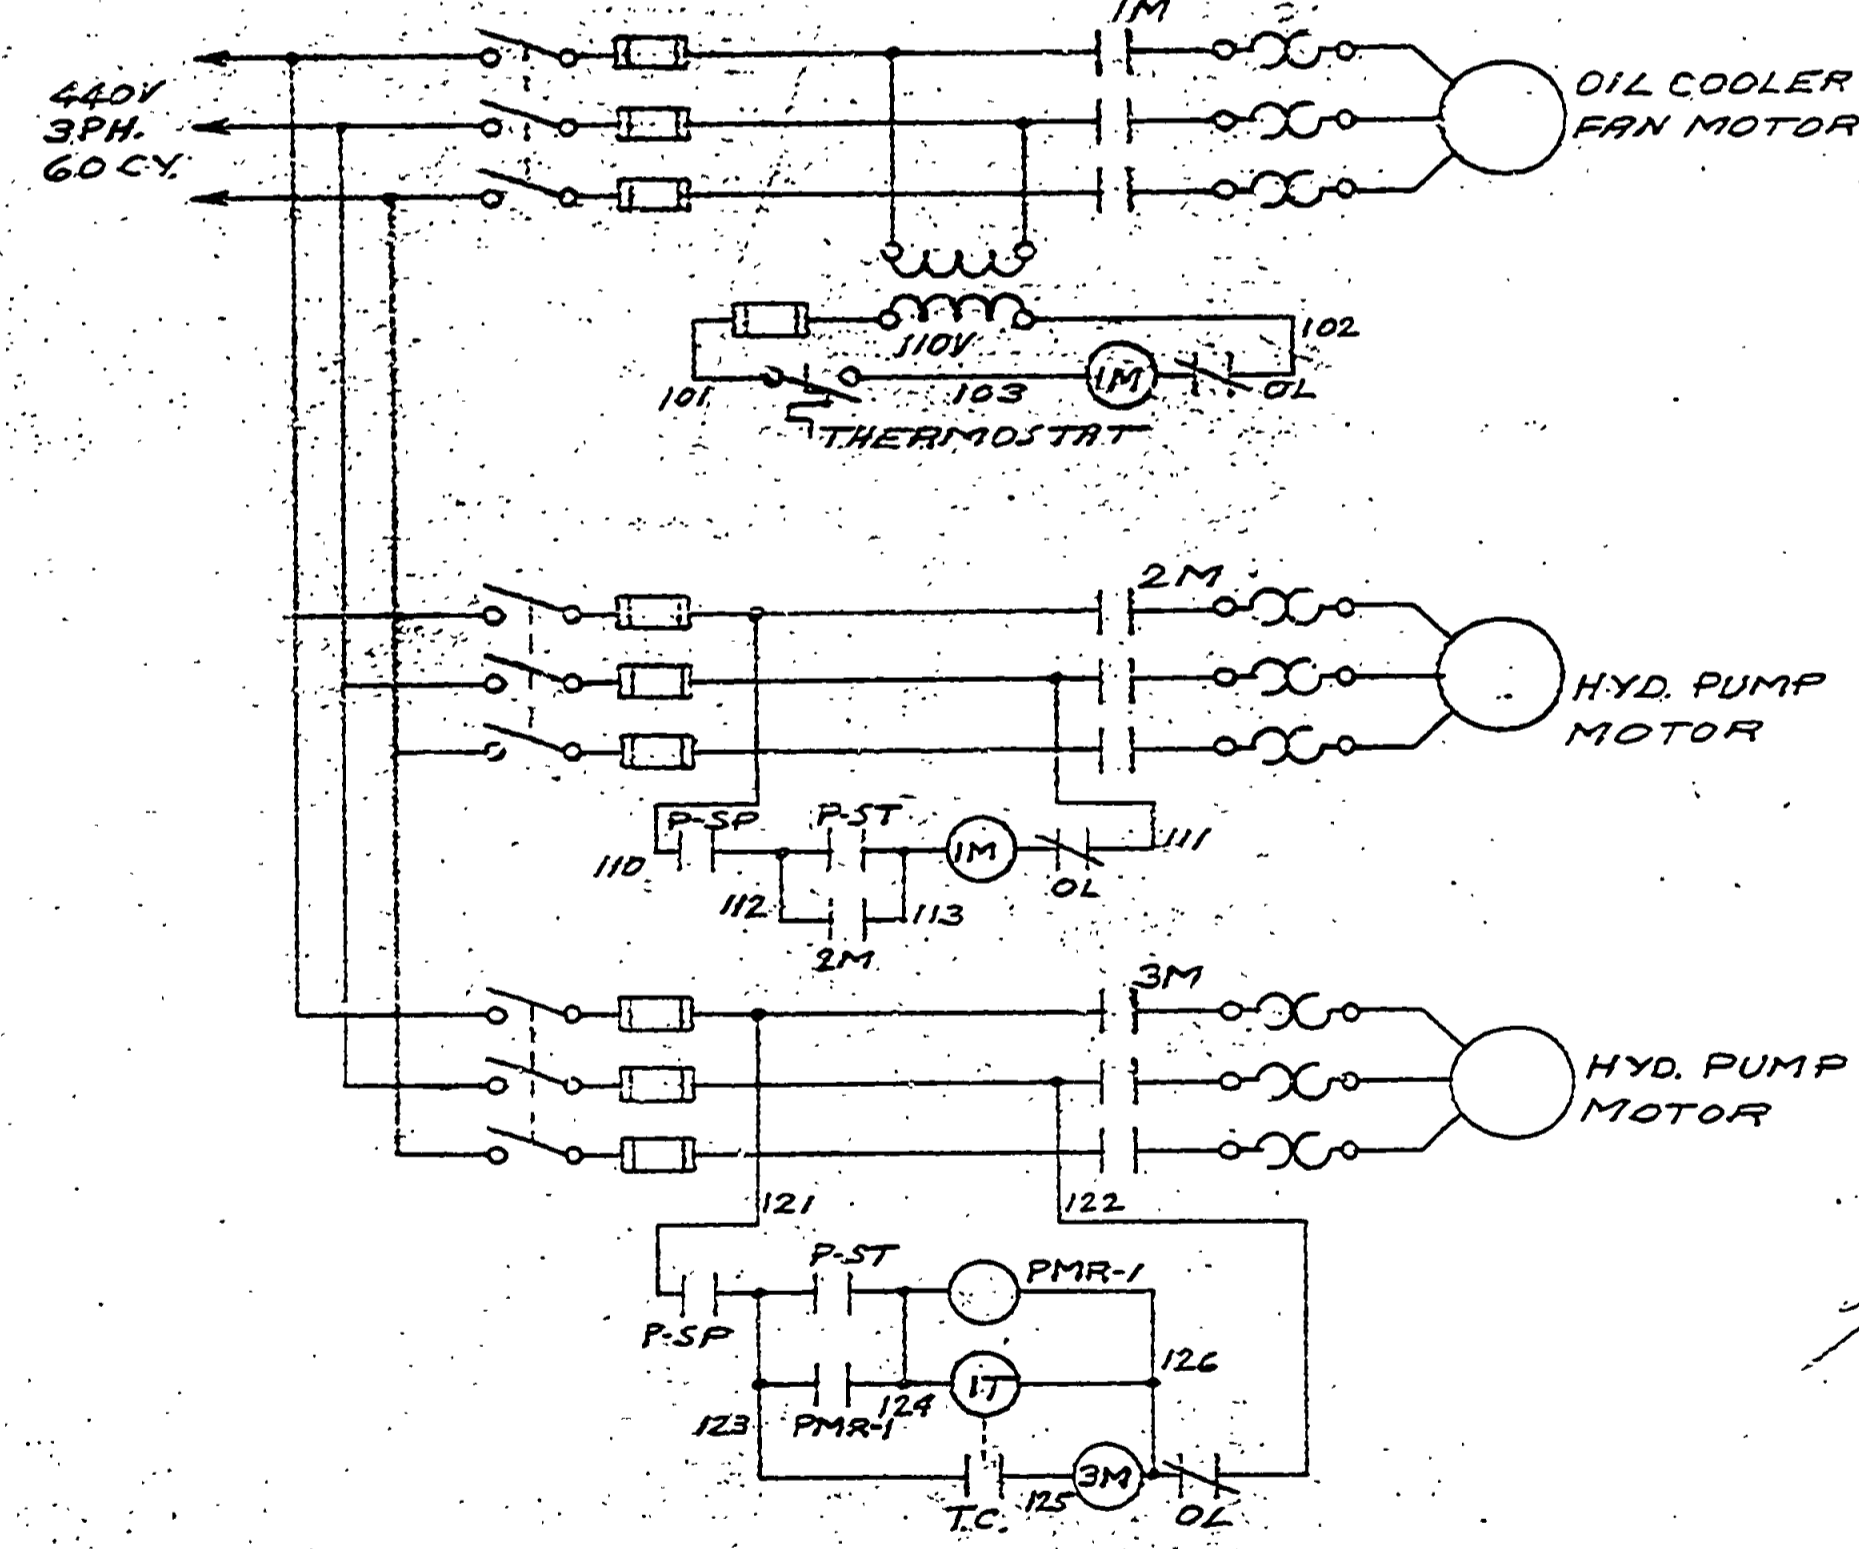 1M
440V
3PH.
60 CY.
OIL COOLER
FAN MOTOR
110V
102
101
103
1M
OL
THERMOSTAT
2M
HYD. PUMP
MOTOR
P-SP
P-ST
110
1M
111
OL
112
113
2M
3M
HYD. PUMP
MOTOR
121
122
P-ST
PMR-1
P-SP
1T
126
123
PMR-1
124
3M
T.C.
125
OL